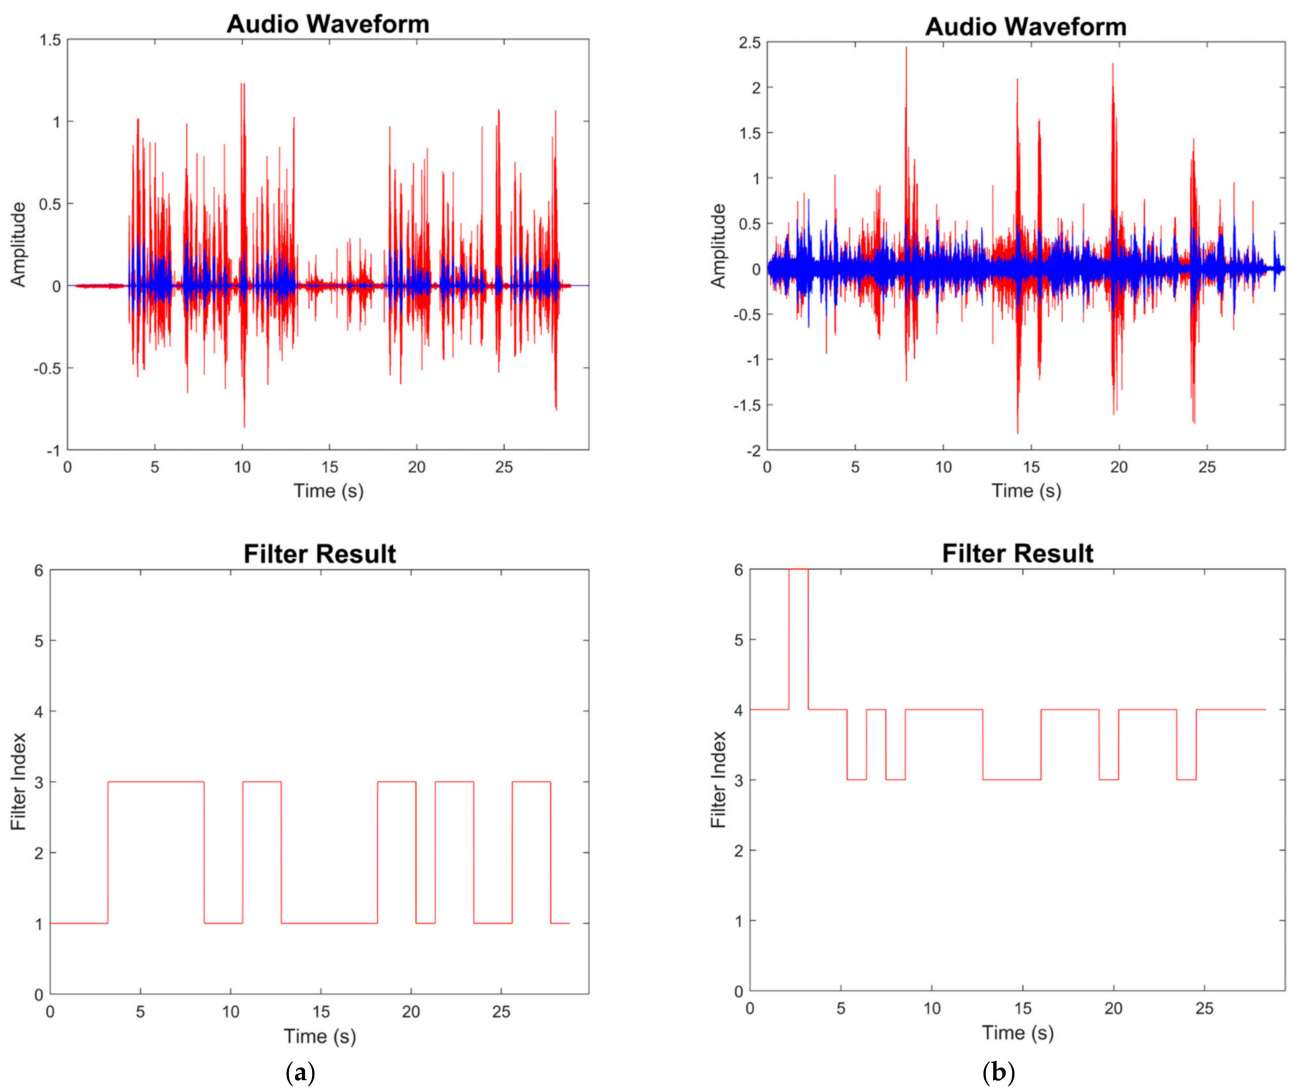 Audio Waveform
1.5
1
0.5
0
-0.5
-1
Amplitude
0 5 10 15 20 25
Time (s)
Audio Waveform
2.5
2
1.5
1
0.5
0
-0.5
-1
-1.5
-2
Amplitude
0 5 10 15 20 25
Time (s)
Filter Result
6
5
4
3
2
1
0
Filter Index
0 5 10 15 20 25
Time (s)
(a)
Filter Result
6
5
4
3
2
1
0
Filter Index
0 5 10 15 20 25
Time (s)
(b)